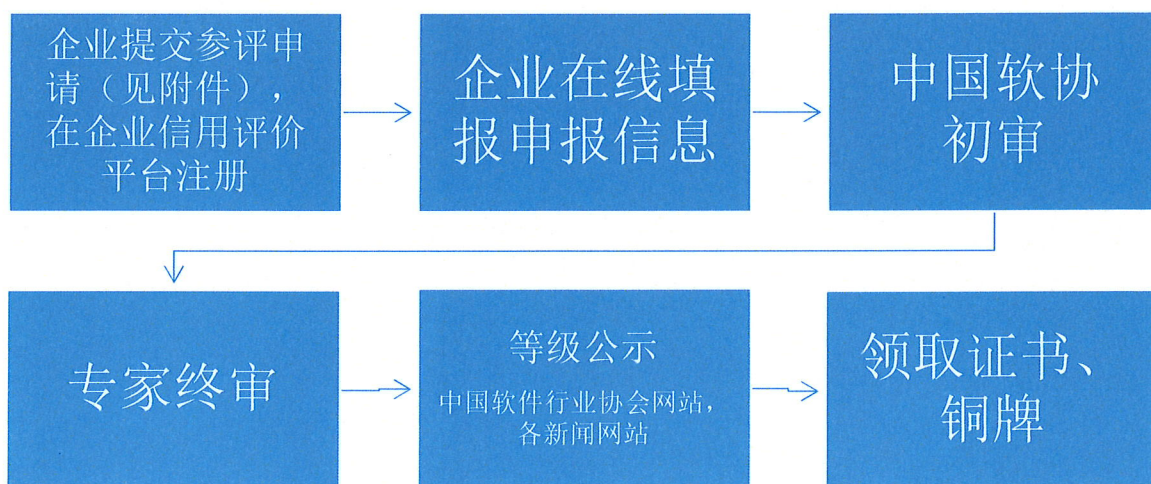 企业提交参评申
请（见附件），
在企业信用评价
平台注册
企业在线填
报申报信息
中国软协
初审
专家终审
等级公示
中国软件行业协会网站，
各新闻网站
领取证书、
铜牌